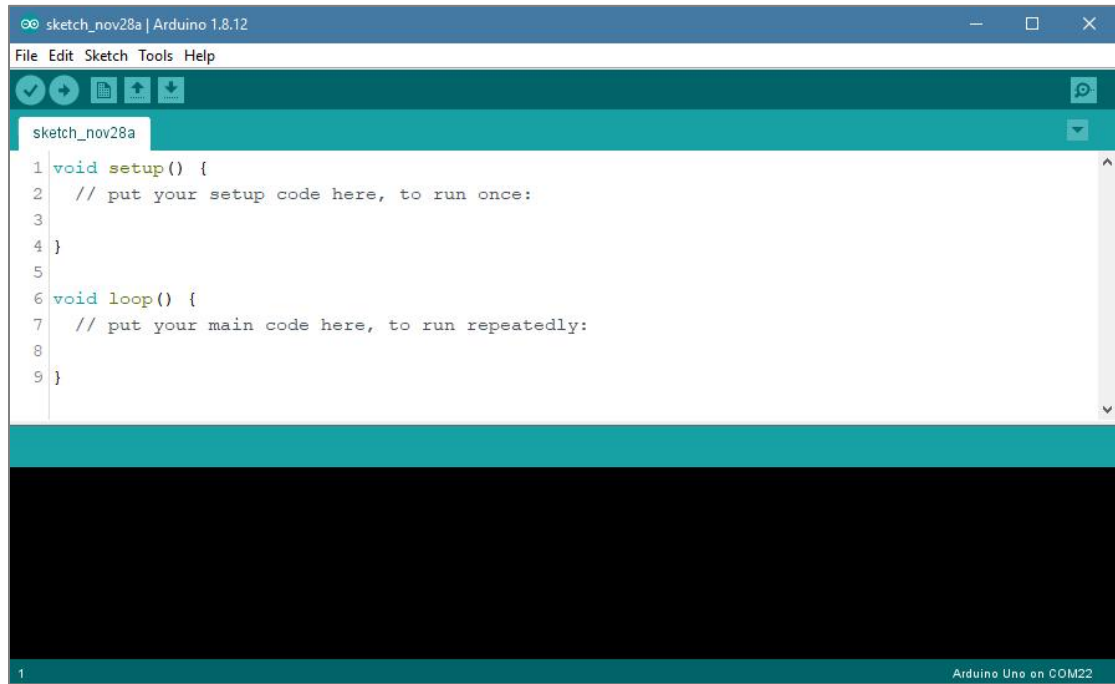 sketch_nov28a | Arduino 1.8.12
File Edit Sketch Tools Help
sketch_nov28a
1 void setup() {
2 // put your setup code here, to run once:
3
4 }
5
6 void loop() {
7 // put your main code here, to run repeatedly:
8
9 }
1 Arduino Uno on COM22